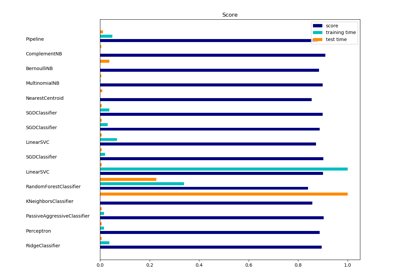 Score
score
training time
test time
Pipeline
ComplementNB
BernoulliNB
MultinomialNB
NearestCentroid
SGDClassifier
SGDClassifier
LinearSVC
SGDClassifier
LinearSVC
RandomForestClassifier
KNeighborsClassifier
PassiveAggressiveClassifier
Perceptron
RidgeClassifier
0.0 0.2 0.4 0.6 0.8 1.0